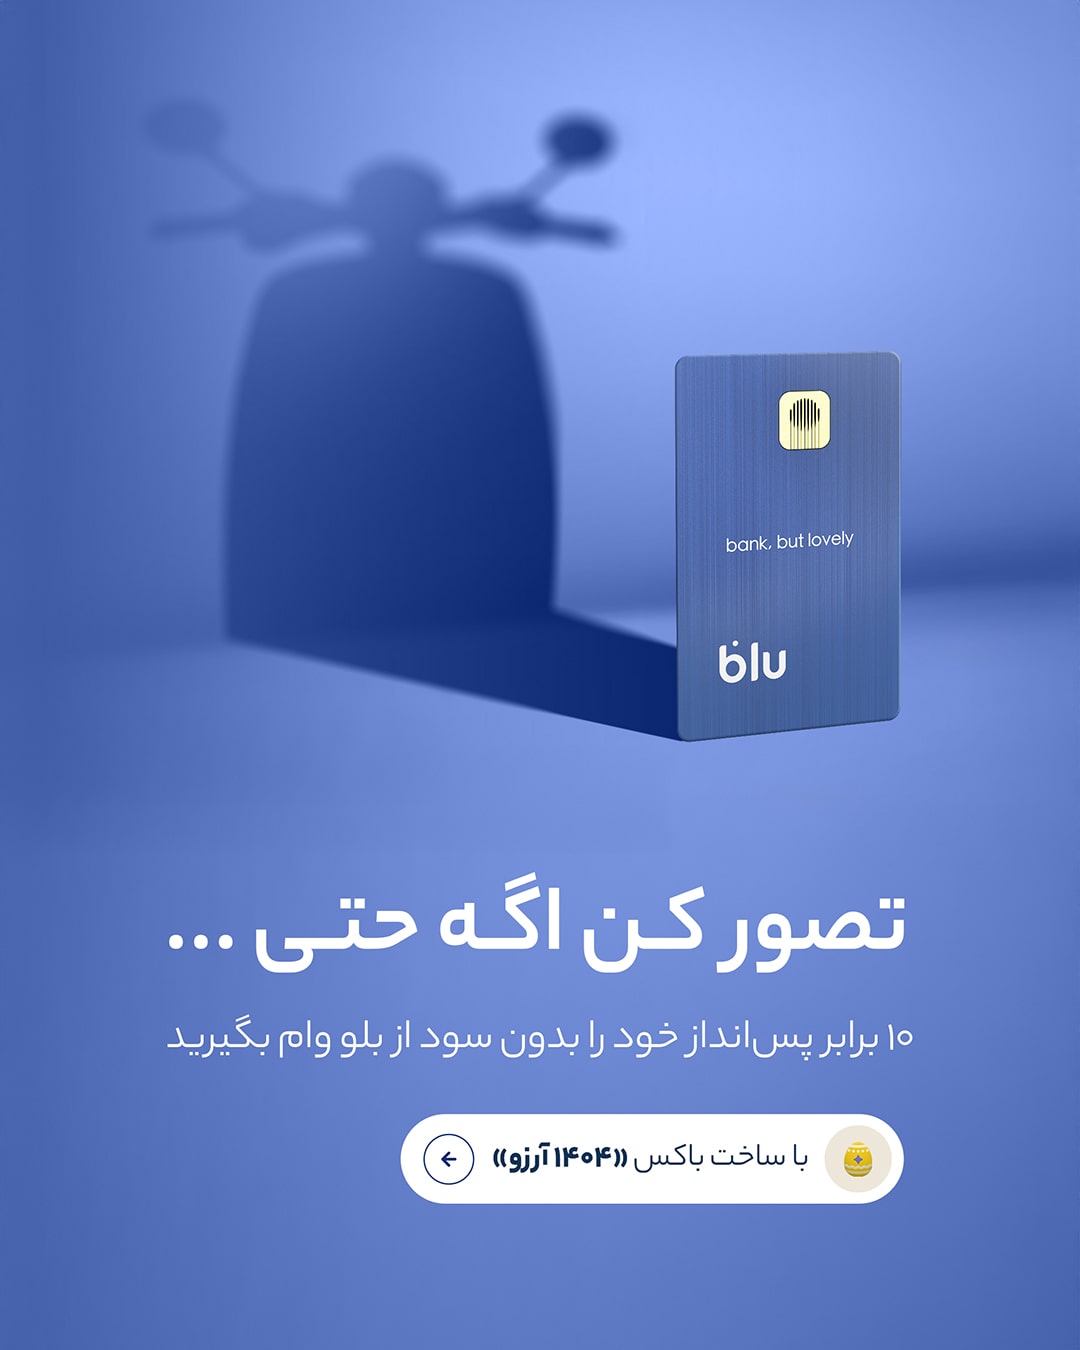 bank, but lovely
blu
تصور کن اگه حتی ...
۱۰ برابر پس‌انداز خود را بدون سود از بلو وام بگیرید
با ساخت باکس «۱۴۰۴ آرزو»